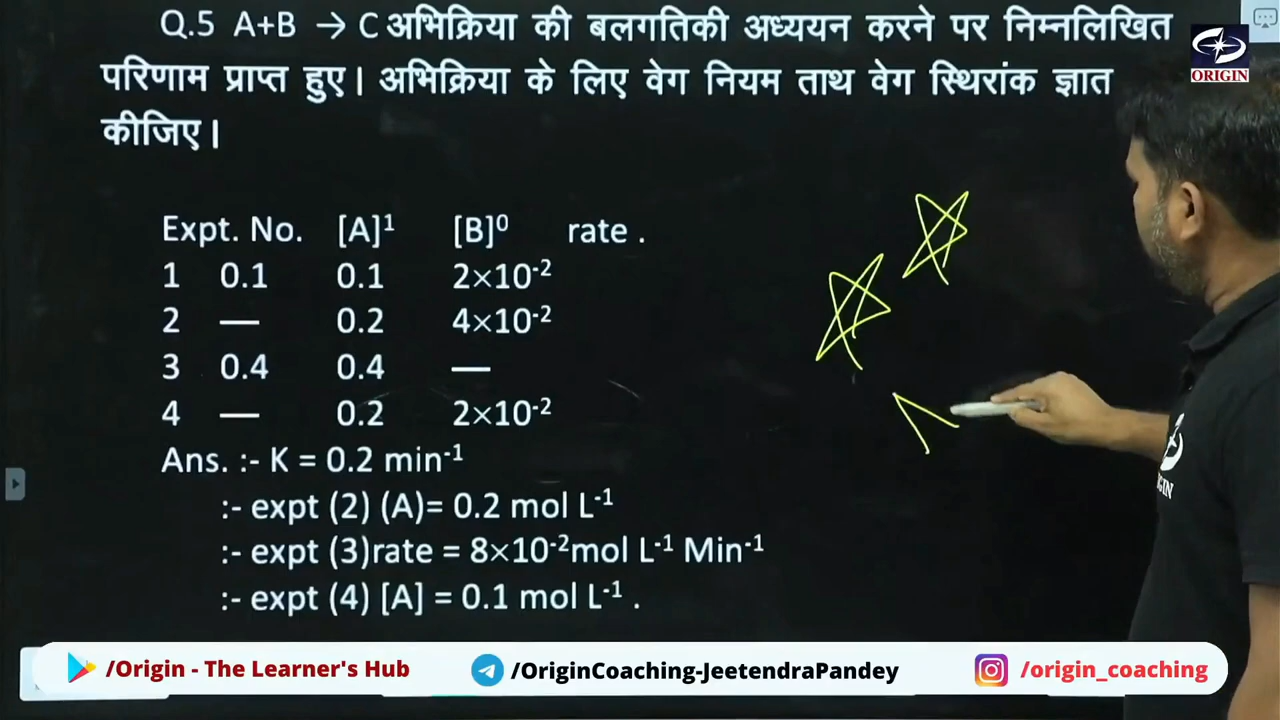 Q.5 A+B → C अभिक्रिया की बलगतिकी अध्ययन करने पर निम्नलिखित
परिणाम प्राप्त हुए। अभिक्रिया के लिए वेग नियम ताथ वेग स्थिरांक ज्ञात
कीजिए।
ORIGIN
Expt. No. [A]¹ [B]⁰ rate .
1 0.1 0.1 2×10⁻²
2 — 0.2 4×10⁻²
3 0.4 0.4 —
4 — 0.2 2×10⁻²
Ans. :- K = 0.2 min⁻¹
:- expt (2) (A)= 0.2 mol L⁻¹
:- expt (3)rate = 8×10⁻²mol L⁻¹ Min⁻¹
:- expt (4) [A] = 0.1 mol L⁻¹ .
/Origin - The Learner's Hub
/OriginCoaching-JeetendraPandey
/origin_coaching